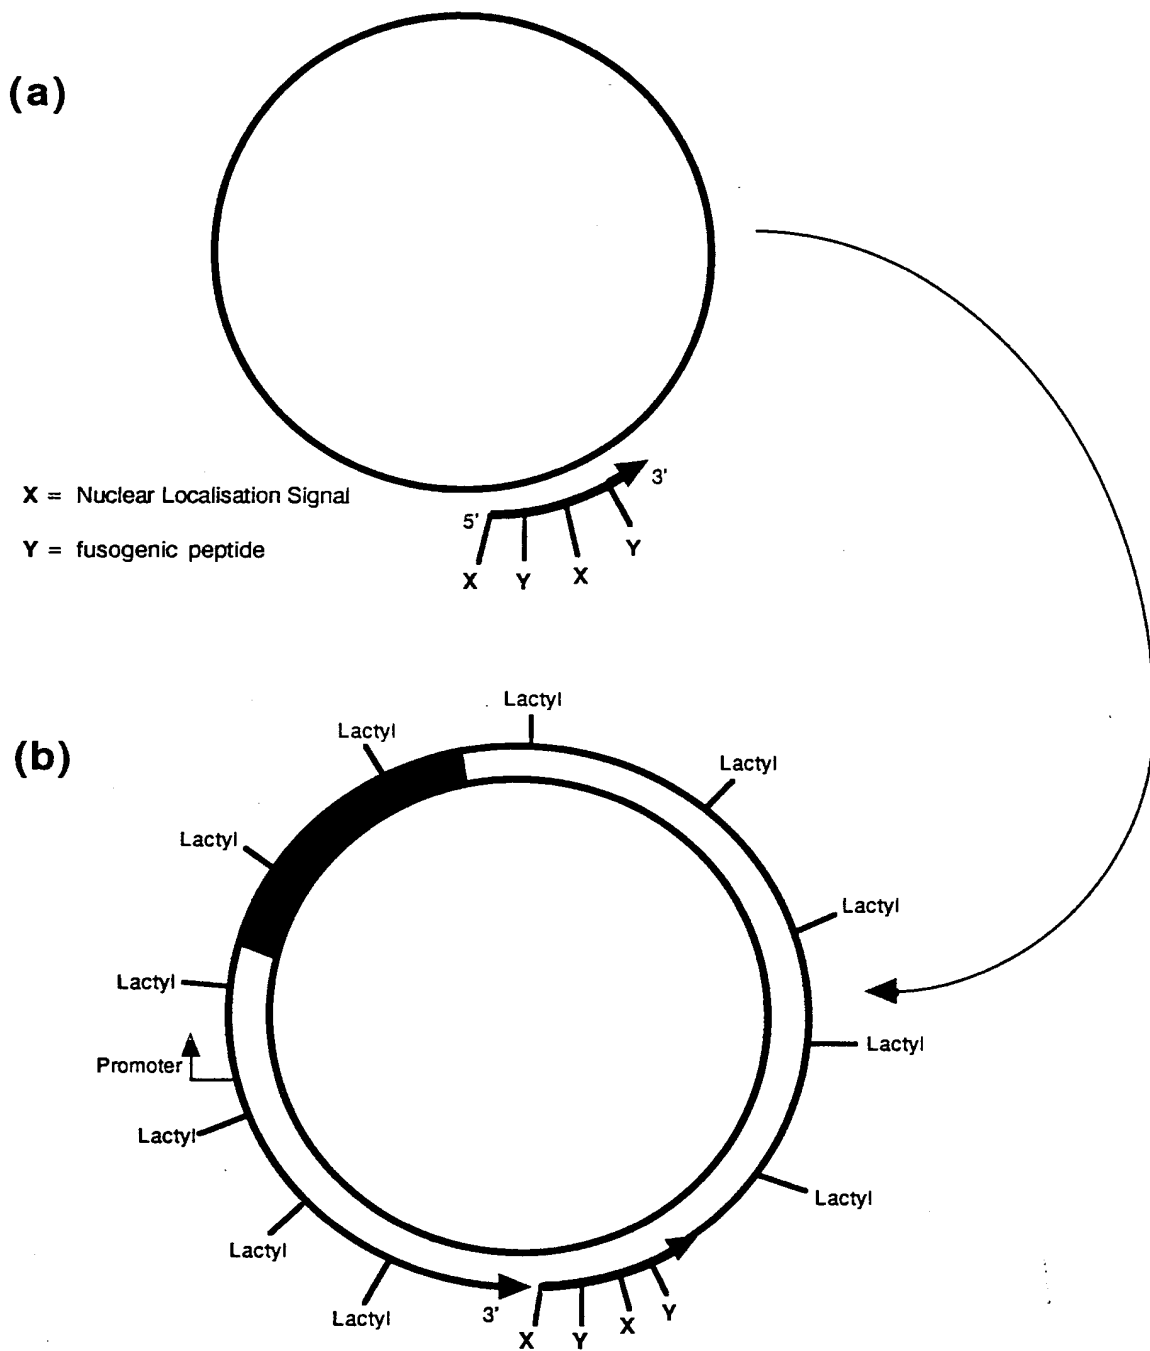 (a)
3'
X = Nuclear Localisation Signal
5'
Y = fusogenic peptide
X Y X Y
(b)
Lactyl
Lactyl
Lactyl
Lactyl
Lactyl
Lactyl
Lactyl
Promoter
Lactyl
Lactyl
Lactyl
Lactyl
3'
X Y X Y